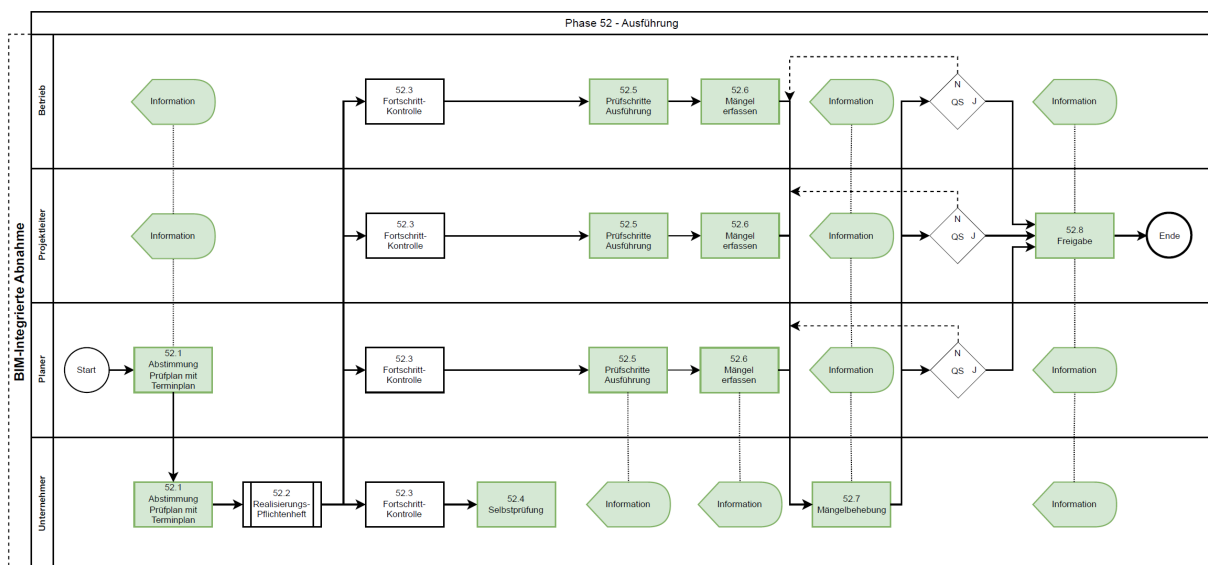 Phase 52 - Ausführung
BIM-Integrierte Abnahme
Betrieb
Information
52.3
Fortschritt-
Kontrolle
52.5
Prüfschritte
Ausführung
52.6
Mängel
erfassen
Information
N
QS J
Information
Projektleiter
Information
52.3
Fortschritt-
Kontrolle
52.5
Prüfschritte
Ausführung
52.6
Mängel
erfassen
Information
N
QS J
52.8
Freigabe
Ende
Planer
Start
52.1
Abstimmung
Prüfplan mit
Terminplan
52.3
Fortschritt-
Kontrolle
52.5
Prüfschritte
Ausführung
52.6
Mängel
erfassen
Information
N
QS J
Information
Unternehmer
52.1
Abstimmung
Prüfplan mit
Terminplan
52.2
Realisierungs-
Pflichtenheft
52.3
Fortschritt-
Kontrolle
52.4
Selbstprüfung
Information
Information
52.7
Mängelbehebung
Information